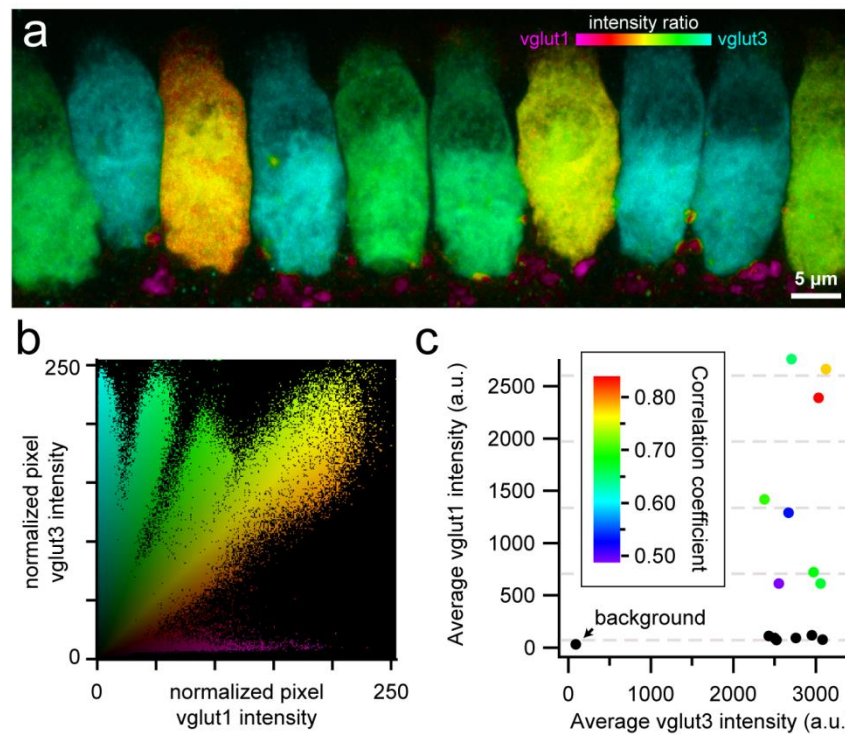 a
intensity ratio
vglut1 vglut3
5 µm
b
250
normalized pixel
vglut3 intensity
0
0 250
normalized pixel
vglut1 intensity
c
Average vglut1 intensity (a.u.)
2500
2000
1500
1000
500
0
Correlation coefficient
0.80
0.70
0.60
0.50
background
0 1000 2000 3000
Average vglut3 intensity (a.u.